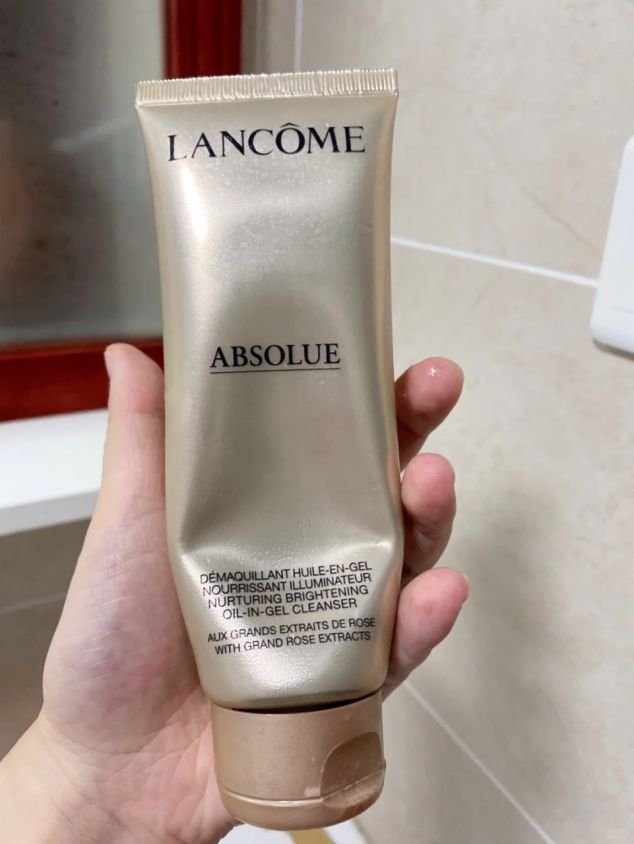 LANCÔME
ABSOLUE
DÉMAQUILLANT HUILE-EN-GEL
NOURRISSANT ILLUMINATEUR
NURTURING BRIGHTENING
OIL-IN-GEL CLEANSER
AUX GRANDS EXTRAITS DE ROSE
WITH GRAND ROSE EXTRACTS